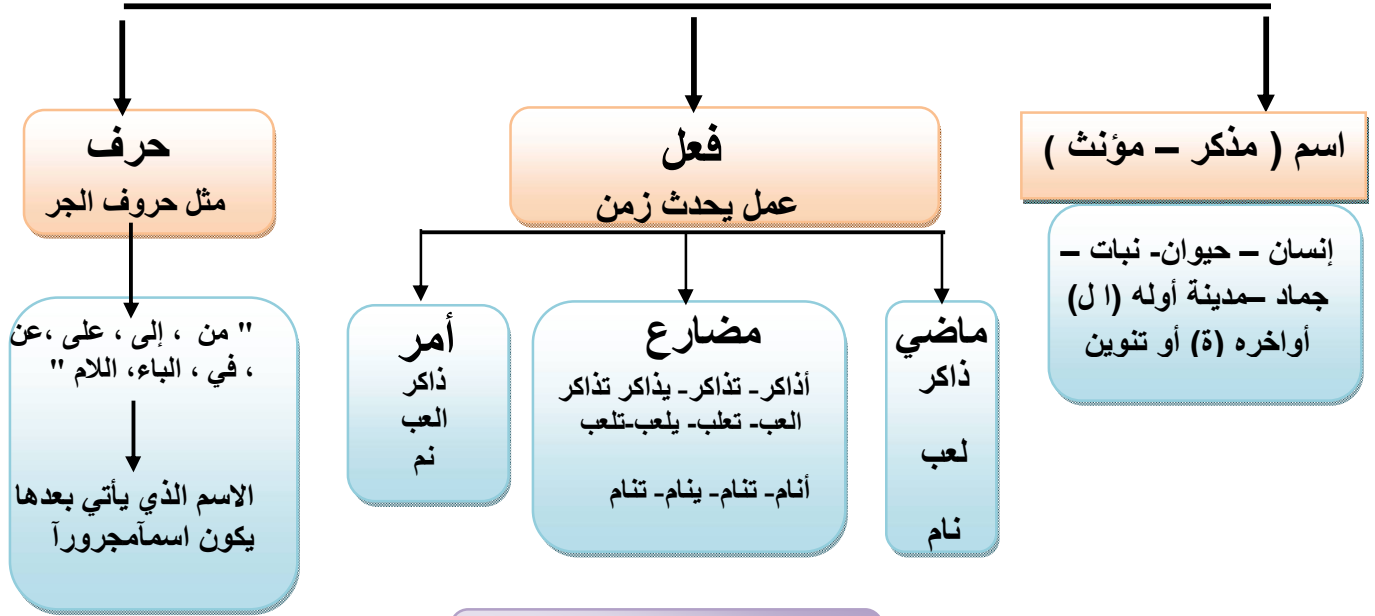 اسم ( مذكر – مؤنث )
إنسان – حيوان- نبات –
جماد –مدينة أوله (ا ل)
أواخره (ة) أو تنوين
فعل
عمل يحدث زمن
ماضي
ذاكر
لعب
نام
مضارع
أذاكر- تذاكر- يذاكر تذاكر
العب- تعلب- يلعب-تلعب
أنام- تنام- ينام- تنام
أمر
ذاكر
العب
نم
حرف
مثل حروف الجر
" من ، إلى ، على ،عن
، في ، الباء، اللام "
الاسم الذي يأتي بعدها
يكون اسمآمجرورآ